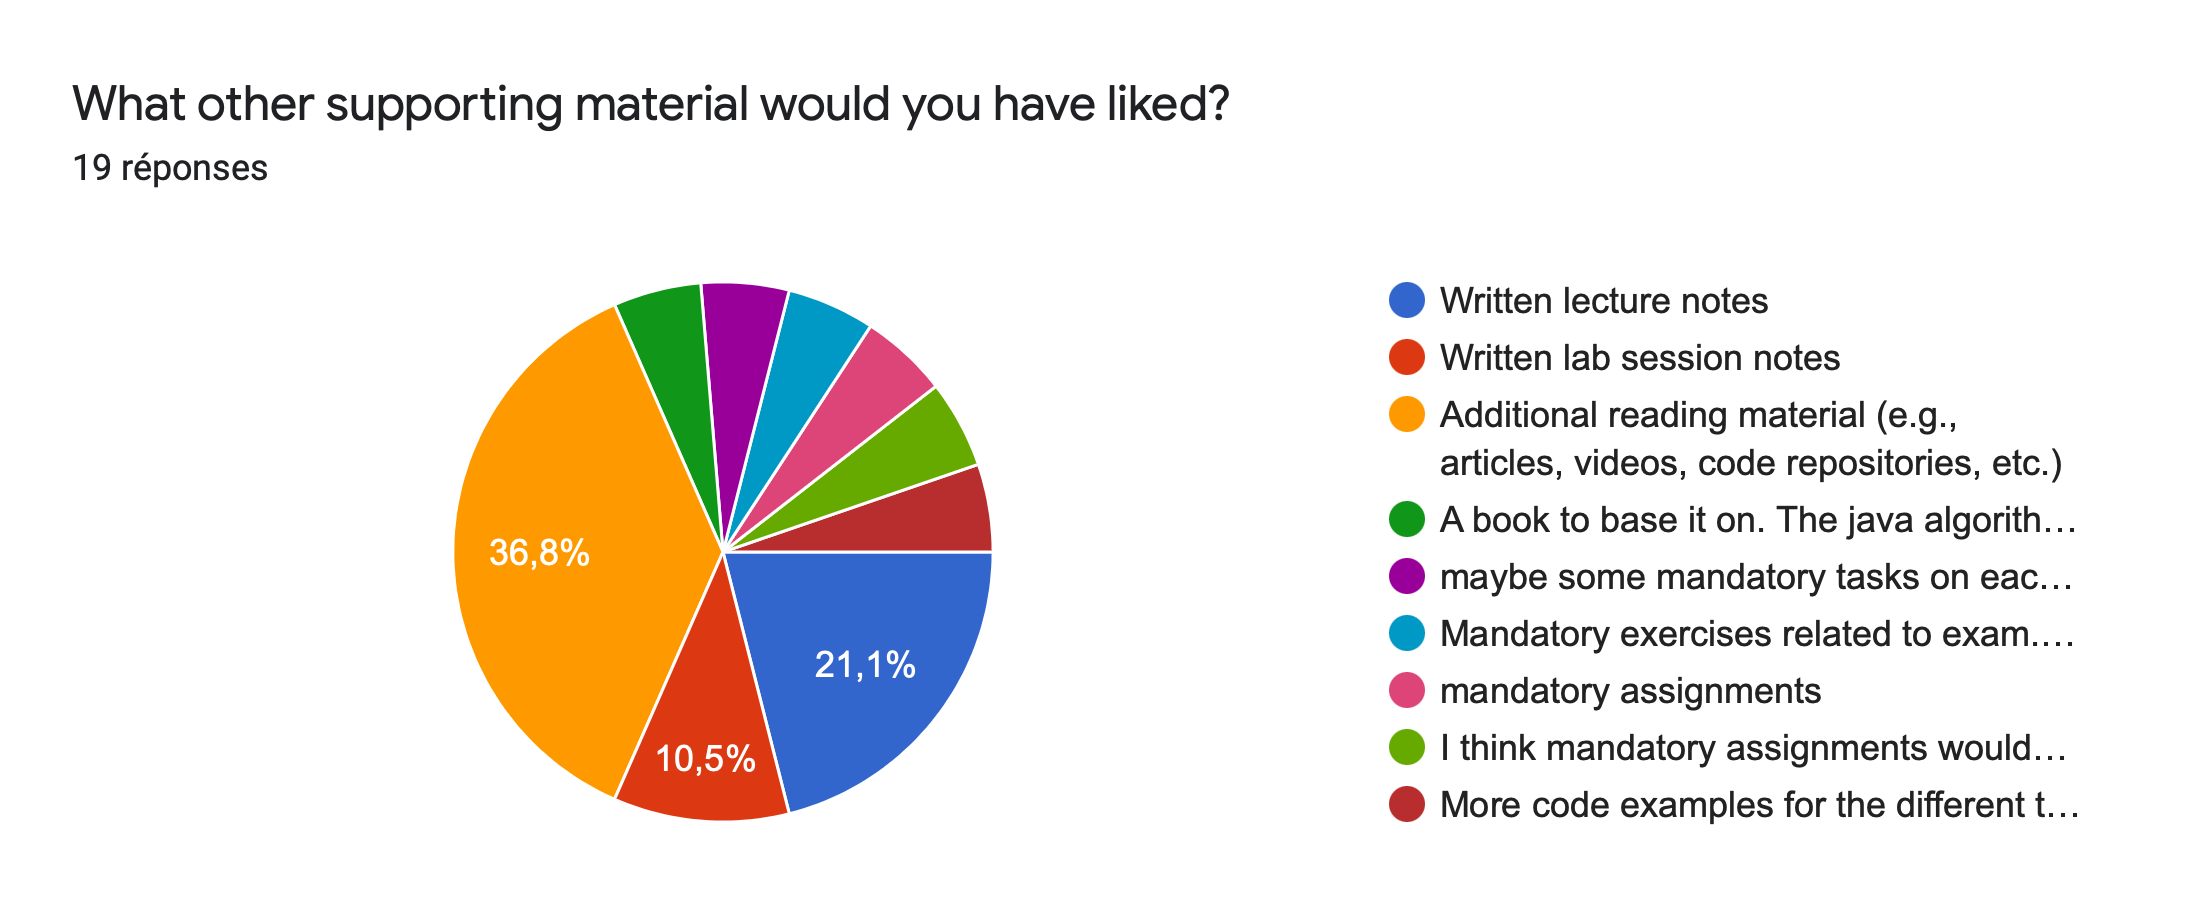 What other supporting material would you have liked?
19 réponses
36,8%
21,1%
10,5%
Written lecture notes
Written lab session notes
Additional reading material (e.g.,
articles, videos, code repositories, etc.)
A book to base it on. The java algorith…
maybe some mandatory tasks on eac…
Mandatory exercises related to exam.…
mandatory assignments
I think mandatory assignments would…
More code examples for the different t…